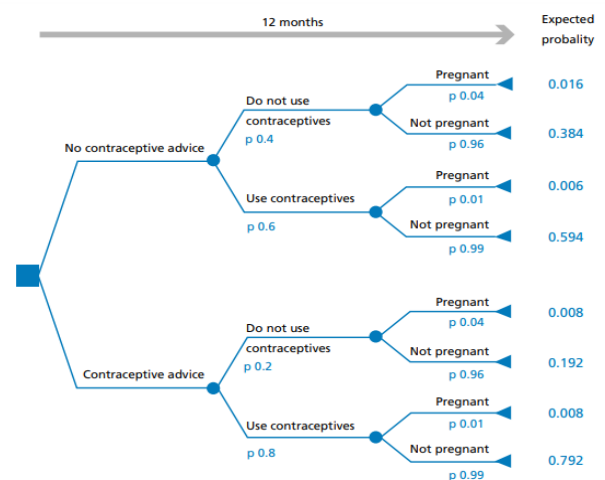 12 months
Expected
probality
Pregnant
p 0.04
0.016
Do not use
contraceptives
p 0.4
Not pregnant
p 0.96
0.384
No contraceptive advice
Pregnant
p 0.01
0.006
Use contraceptives
p 0.6
Not pregnant
p 0.99
0.594
Pregnant
p 0.04
0.008
Do not use
contraceptives
p 0.2
Not pregnant
p 0.96
0.192
Contraceptive advice
Pregnant
p 0.01
0.008
Use contraceptives
p 0.8
Not pregnant
p 0.99
0.792